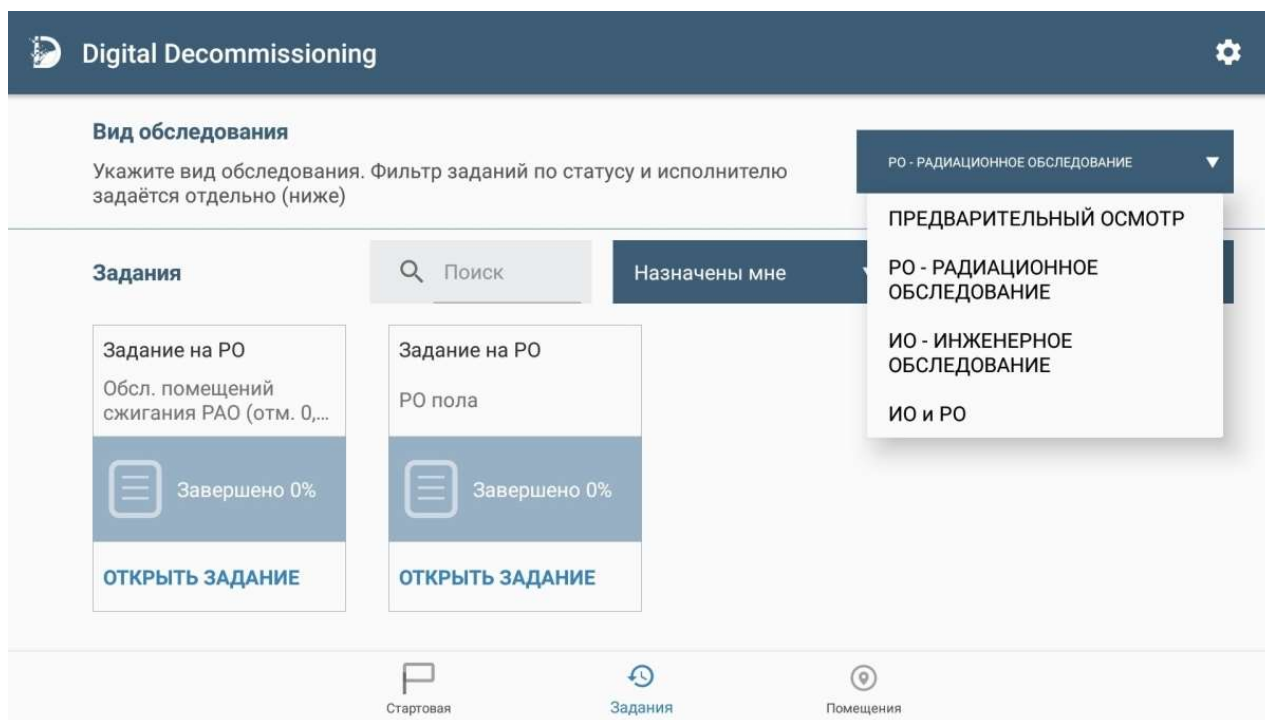 Digital Decommissioning
Вид обследования
Укажите вид обследования. Фильтр заданий по статусу и исполнителю
задаётся отдельно (ниже)
РО - РАДИАЦИОННОЕ ОБСЛЕДОВАНИЕ
ПРЕДВАРИТЕЛЬНЫЙ ОСМОТР
РО - РАДИАЦИОННОЕ
ОБСЛЕДОВАНИЕ
ИО - ИНЖЕНЕРНОЕ
ОБСЛЕДОВАНИЕ
ИО и РО
Задания
Поиск
Назначены мне
Задание на РО
Обсл. помещений
сжигания РАО (отм. 0,...
Завершено 0%
ОТКРЫТЬ ЗАДАНИЕ
Задание на РО
РО пола
Завершено 0%
ОТКРЫТЬ ЗАДАНИЕ
Стартовая
Задания
Помещения